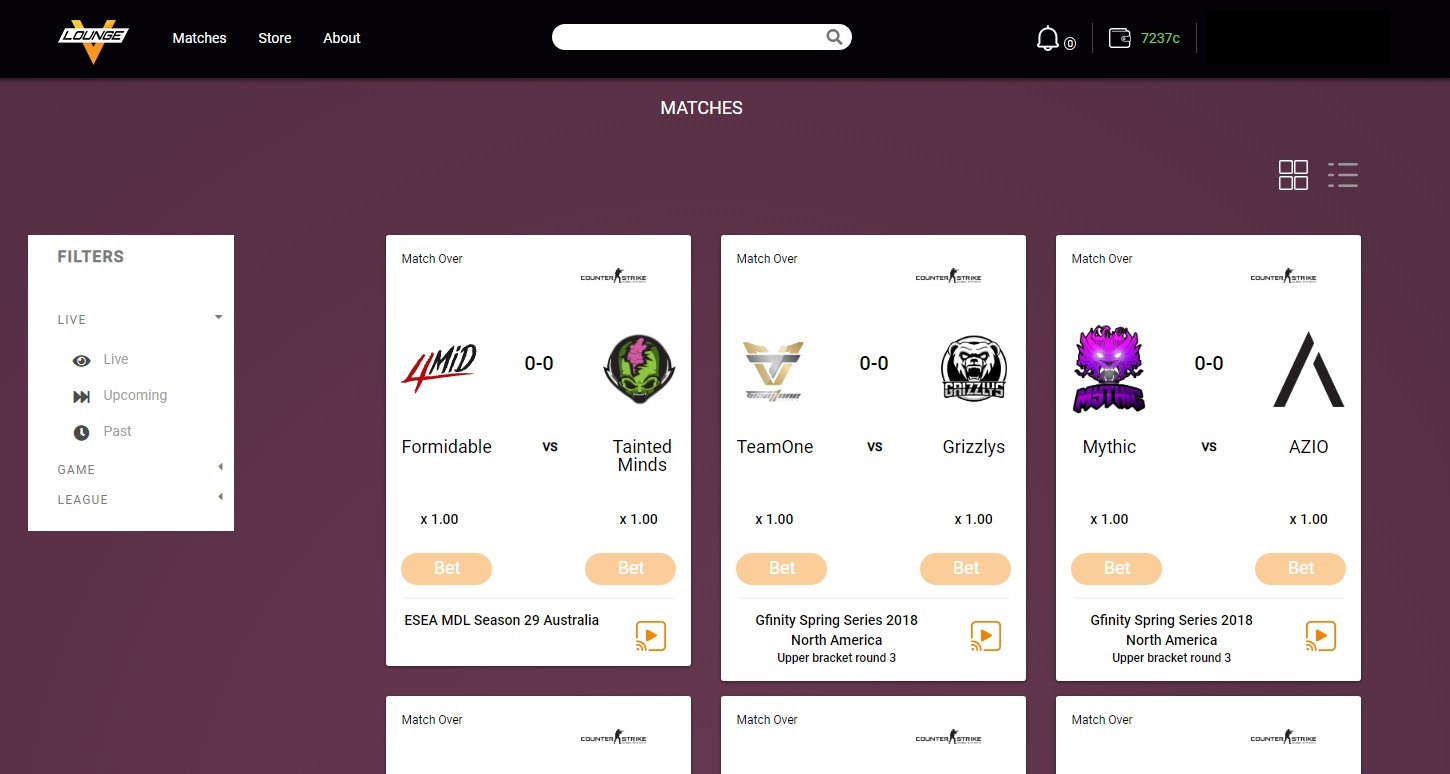 LOUNGE
Matches
Store
About
0
7237c
MATCHES
FILTERS
LIVE
Live
Upcoming
Past
GAME
LEAGUE
Match Over
COUNTER STRIKE
4MiD
0-0
Formidable
vs
Tainted
Minds
x 1.00
x 1.00
Bet
Bet
ESEA MDL Season 29 Australia
Match Over
COUNTER STRIKE
0-0
GRIZZLYS
teamone
TeamOne
vs
Grizzlys
x 1.00
x 1.00
Bet
Bet
Gfinity Spring Series 2018
North America
Upper bracket round 3
Match Over
COUNTER STRIKE
0-0
MYTHIC
Mythic
vs
AZIO
x 1.00
x 1.00
Bet
Bet
Gfinity Spring Series 2018
North America
Upper bracket round 3
Match Over
COUNTER STRIKE
Match Over
COUNTER STRIKE
Match Over
COUNTER STRIKE